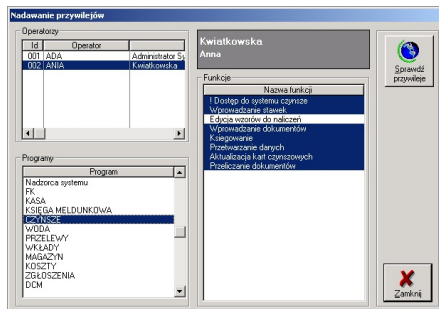 Nadawanie przywilejów
Operatorzy
Id Operator
001 ADA Administrator Sy
002 ANIA Kwiatkowska
Kwiatkowska
Anna
Sprawdź
przywileje
Funkcje
Nazwa funkcji
! Dostęp do systemu czynsze
Wprowadzanie stawek
Edycja wzorów do naliczeń
Wprowadzanie dokumentów
Ksiegowanie
Przetwarzanie danych
Aktualizacja kart czynszowych
Przeliczanie dokumentów
Programy
Program
Nadzorca systemu
FK
KASA
KSIĘGA MELDUNKOWA
CZYNSZE
WODA
PRZELEWY
WKŁADY
MAGAZYN
KOSZTY
ZGŁOSZENIA
DCM
Zamknij